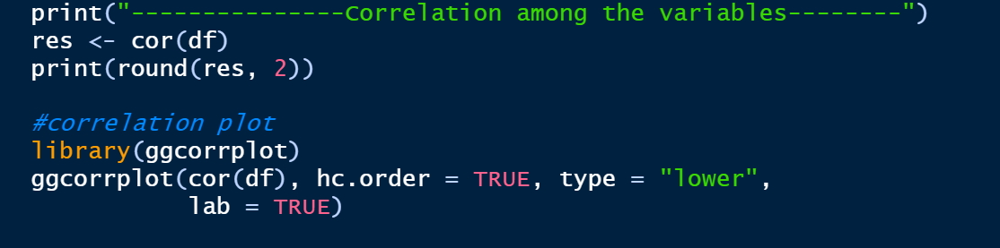 print("---------------Correlation among the variables--------")
res <- cor(df)
print(round(res, 2))
#correlation plot
library(ggcorrplot)
ggcorrplot(cor(df), hc.order = TRUE, type = "lower",
lab = TRUE)